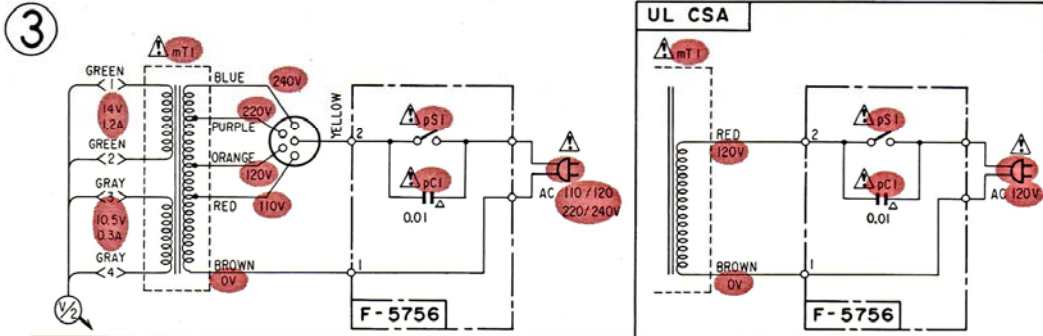 3
mT1
GREEN
1
BLUE
240V
14V
1.2A
220V
PURPLE
YELLOW
2
pS1
GREEN
2
ORANGE
120V
GRAY
3
RED
110V
pC1
0.01
AC 110/120
220/240V
10.5V
0.3A
GRAY
4
BROWN
0V
1
V/2
F-5756
UL CSA
mT1
RED
120V
2
pS1
pC1
0.01
AC 120V
BROWN
0V
1
F-5756